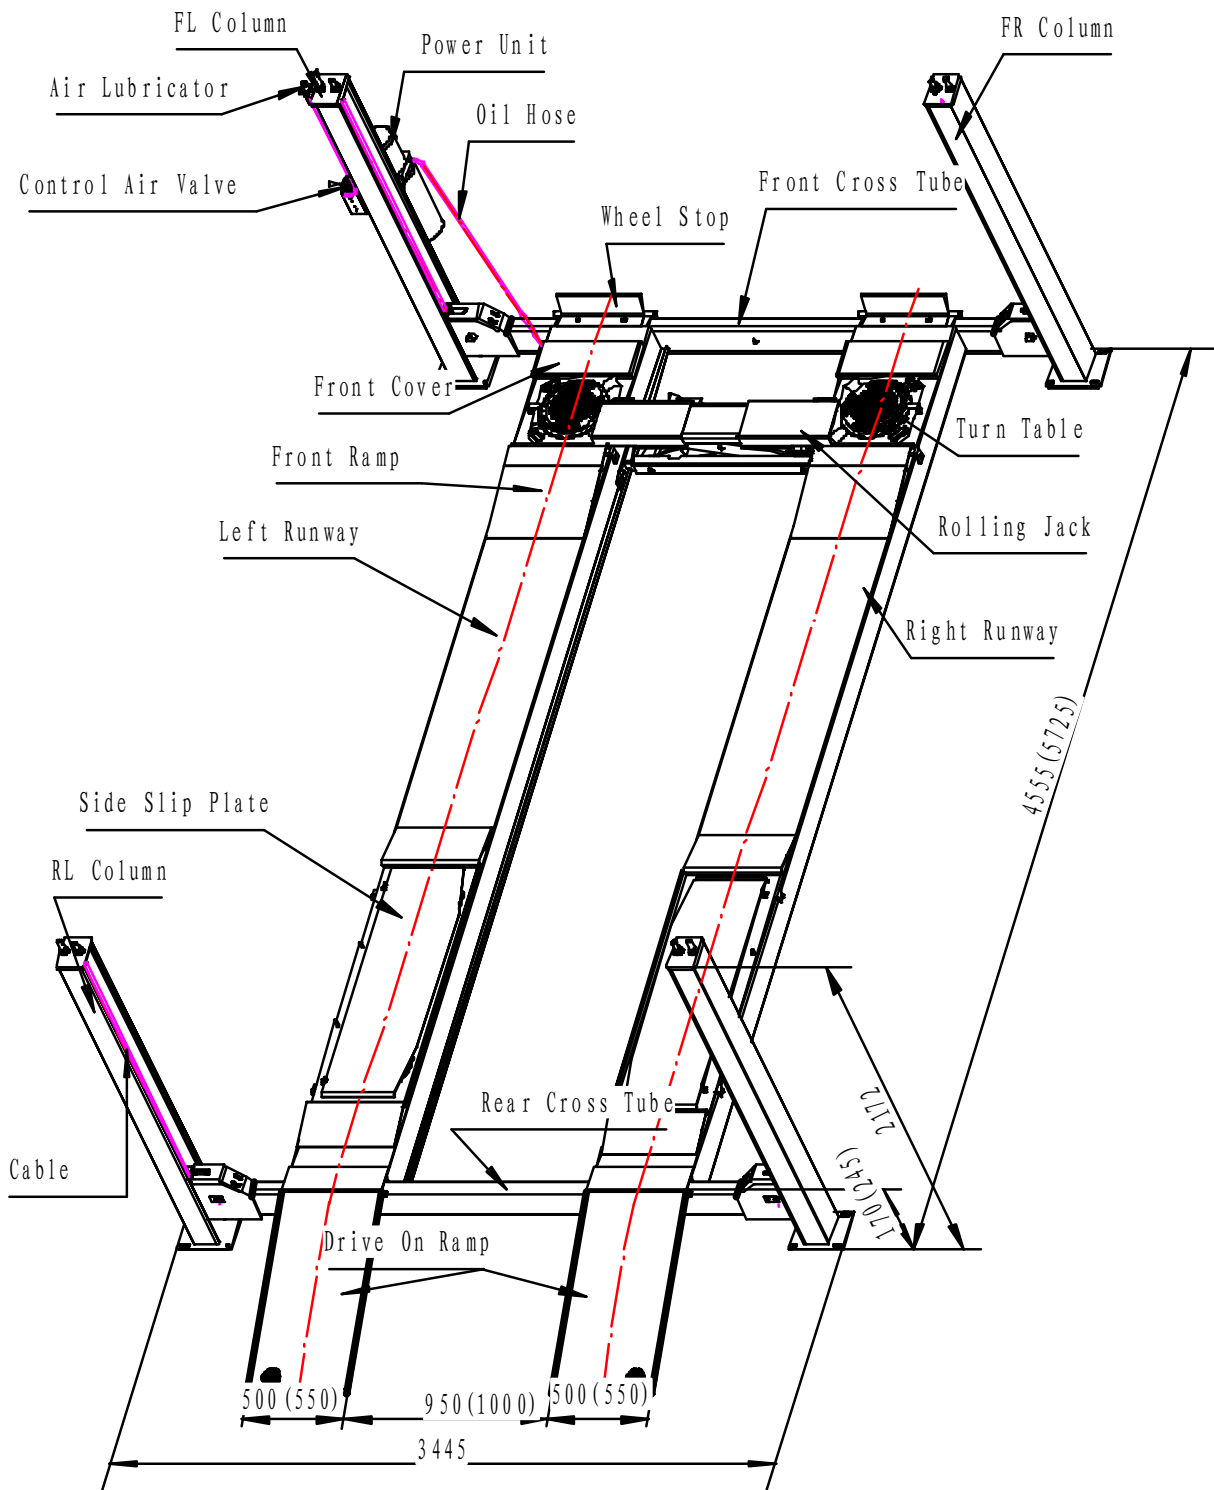 FL Column
FR Column
Power Unit
Air Lubricator
Oil Hose
Control Air Valve
Front Cross Tube
Wheel Stop
Front Cover
Turn Table
Front Ramp
Rolling Jack
Left Runway
Right Runway
4555(5725)
Side Slip Plate
RL Column
2172
Rear Cross Tube
170(245)
Cable
Drive On Ramp
500(550)
950(1000)
500(550)
3445